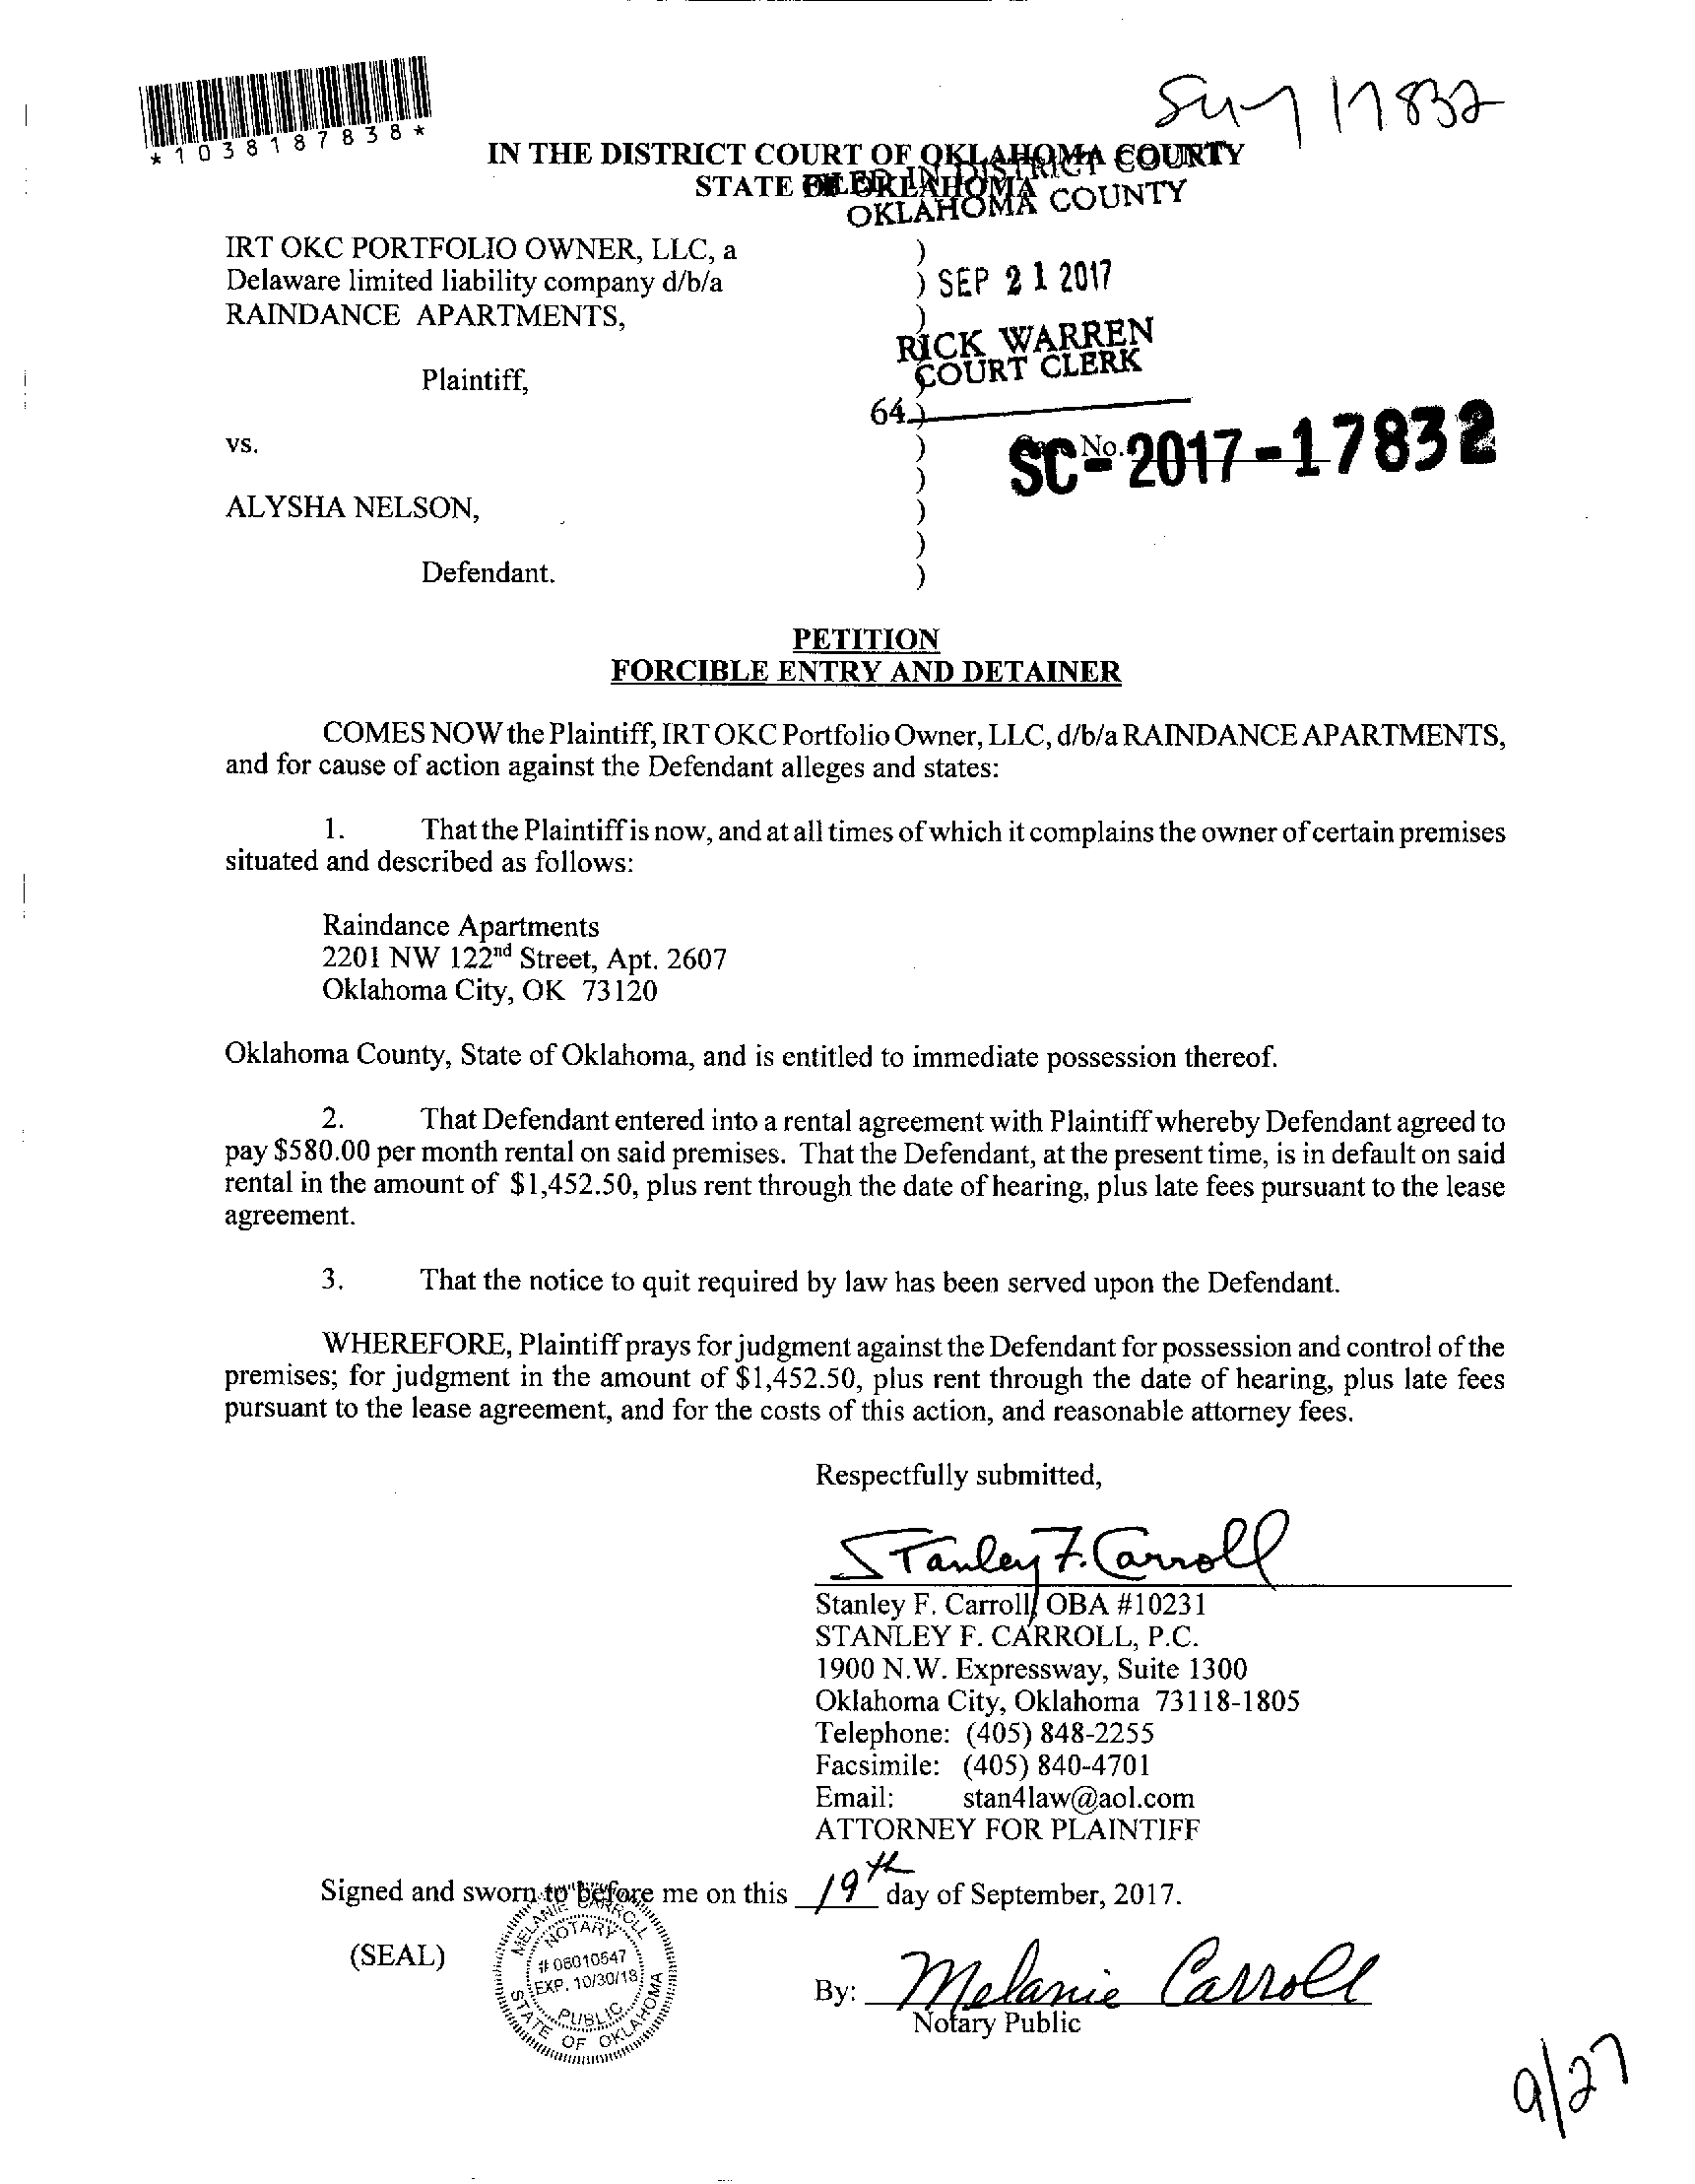 *1038187838*
17832
IN THE DISTRICT COURT OF OKLAHOMA COUNTY
STATE OF OKLAHOMA
FILED IN DISTRICT COURT
OKLAHOMA COUNTY
IRT OKC PORTFOLIO OWNER, LLC, a )
Delaware limited liability company d/b/a ) SEP 21 2017
RAINDANCE APARTMENTS, )
RICK WARREN
COURT CLERK
Plaintiff, )
64 )
vs. ) Case No. SC-2017-17832
)
ALYSHA NELSON, )
)
Defendant. )
PETITION
FORCIBLE ENTRY AND DETAINER
COMES NOW the Plaintiff, IRT OKC Portfolio Owner, LLC, d/b/a RAINDANCE APARTMENTS,
and for cause of action against the Defendant alleges and states:
1. That the Plaintiff is now, and at all times of which it complains the owner of certain premises
situated and described as follows:
Raindance Apartments
2201 NW 122nd Street, Apt. 2607
Oklahoma City, OK 73120
Oklahoma County, State of Oklahoma, and is entitled to immediate possession thereof.
2. That Defendant entered into a rental agreement with Plaintiff whereby Defendant agreed to
pay $580.00 per month rental on said premises. That the Defendant, at the present time, is in default on said
rental in the amount of $1,452.50, plus rent through the date of hearing, plus late fees pursuant to the lease
agreement.
3. That the notice to quit required by law has been served upon the Defendant.
WHEREFORE, Plaintiff prays for judgment against the Defendant for possession and control of the
premises; for judgment in the amount of $1,452.50, plus rent through the date of hearing, plus late fees
pursuant to the lease agreement, and for the costs of this action, and reasonable attorney fees.
Respectfully submitted,
Stanley F. Carroll
Stanley F. Carroll, OBA #10231
STANLEY F. CARROLL, P.C.
1900 N.W. Expressway, Suite 1300
Oklahoma City, Oklahoma 73118-1805
Telephone: (405) 848-2255
Facsimile: (405) 840-4701
Email: stan4law@aol.com
ATTORNEY FOR PLAINTIFF
Signed and sworn to before me on this 19th day of September, 2017.
(SEAL)
MELANIE CARROLL
NOTARY
# 06010547
EXP. 10/30/18
PUBLIC
STATE OF OKLAHOMA
By: Melanie Carroll
Notary Public
9/27